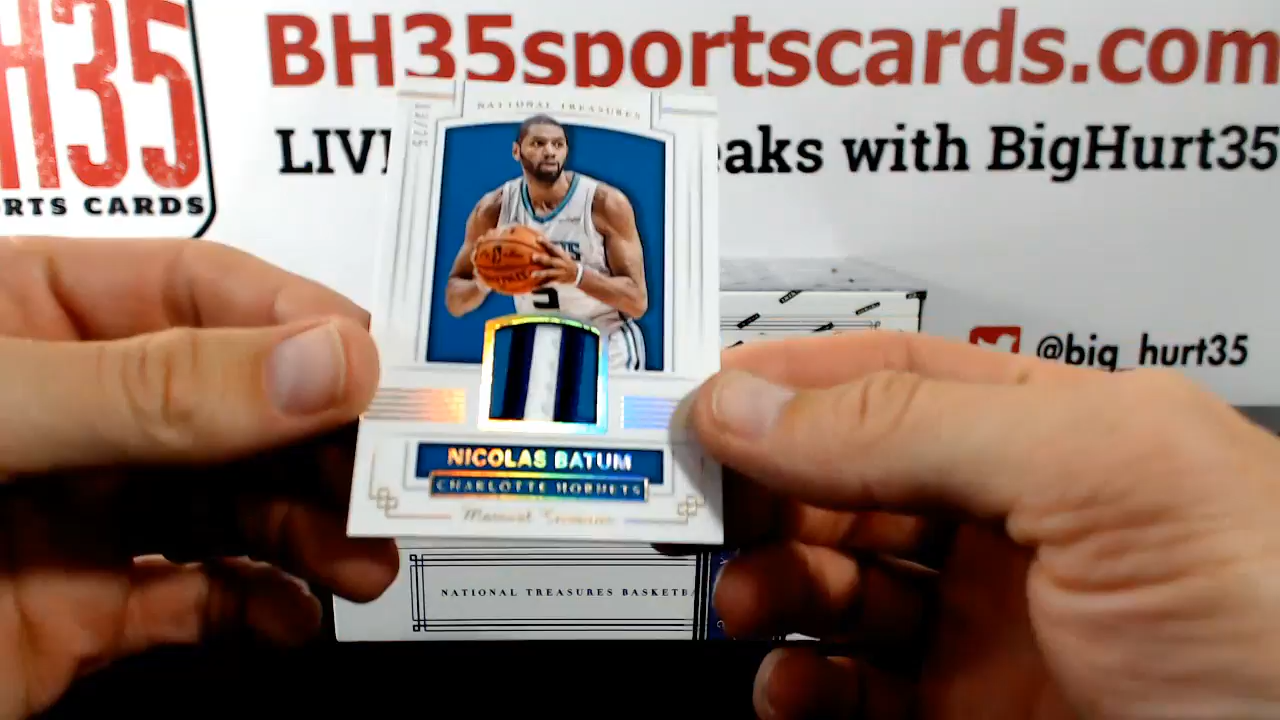 BH35sportscards.com
H35
RTS CARDS
LIV
eaks with BigHurt35
@big_hurt35
NATIONAL TREASURES
NICOLAS BATUM
CHARLOTTE HORNETS
5
NATIONAL TREASURES BASKETBA